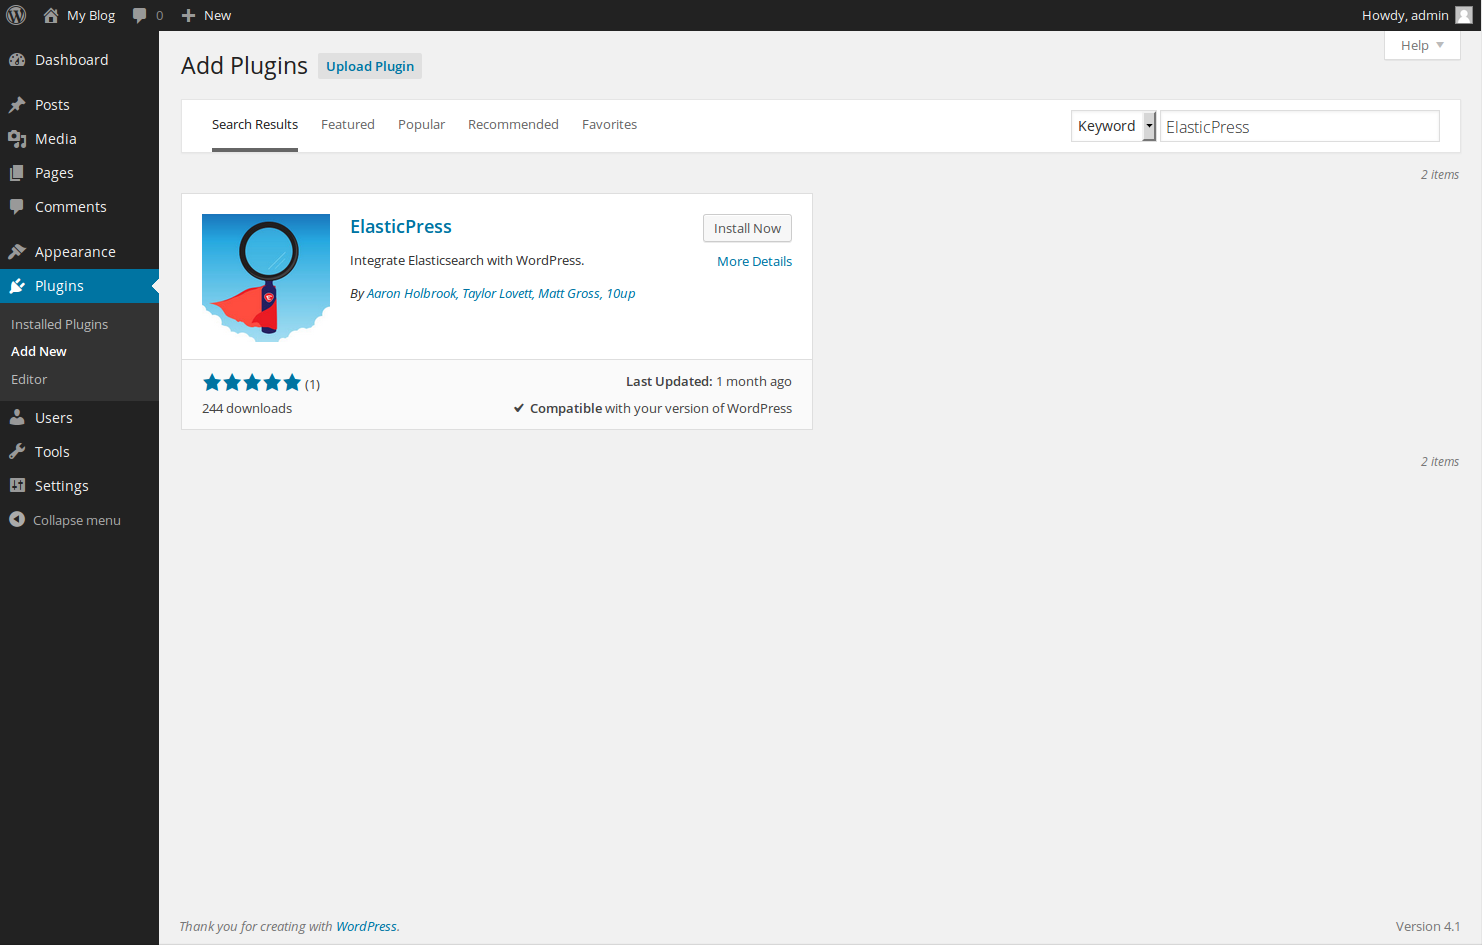 My Blog 0 New Howdy, admin
Help
Dashboard
Posts
Media
Pages
Comments
Appearance
Plugins
Installed Plugins
Add New
Editor
Users
Tools
Settings
Collapse menu
Add Plugins Upload Plugin
Search Results Featured Popular Recommended Favorites Keyword ElasticPress
2 items
ElasticPress Install Now
Integrate Elasticsearch with WordPress. More Details
By Aaron Holbrook, Taylor Lovett, Matt Gross, 10up
(1) Last Updated: 1 month ago
244 downloads Compatible with your version of WordPress
2 items
Thank you for creating with WordPress. Version 4.1